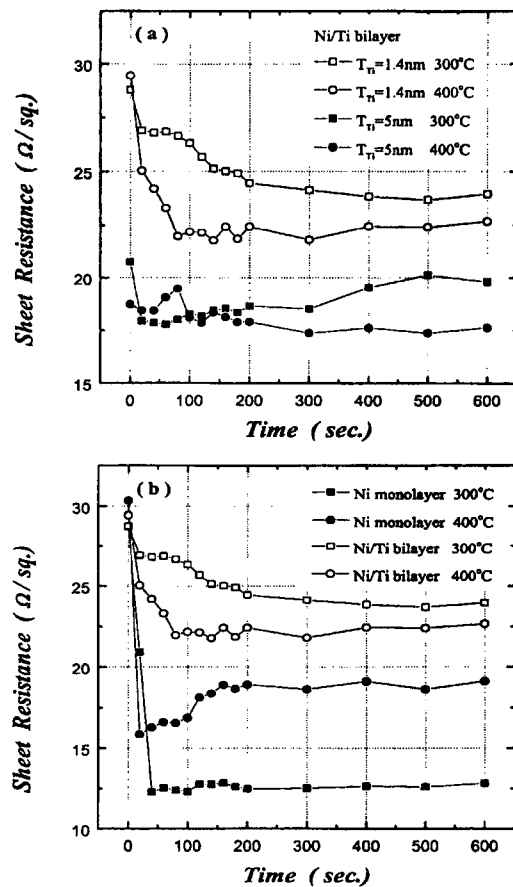 ( a )
Ni/Ti bilayer
T_Ti=1.4nm 300°C
T_Ti=1.4nm 400°C
T_Ti=5nm 300°C
T_Ti=5nm 400°C
30
25
20
15
0 100 200 300 400 500 600
Sheet Resistance ( Ω/sq.)
Time ( sec.)
( b )
Ni monolayer 300°C
Ni monolayer 400°C
Ni/Ti bilayer 300°C
Ni/Ti bilayer 400°C
30
25
20
15
10
0 100 200 300 400 500 600
Sheet Resistance ( Ω/sq.)
Time ( sec.)